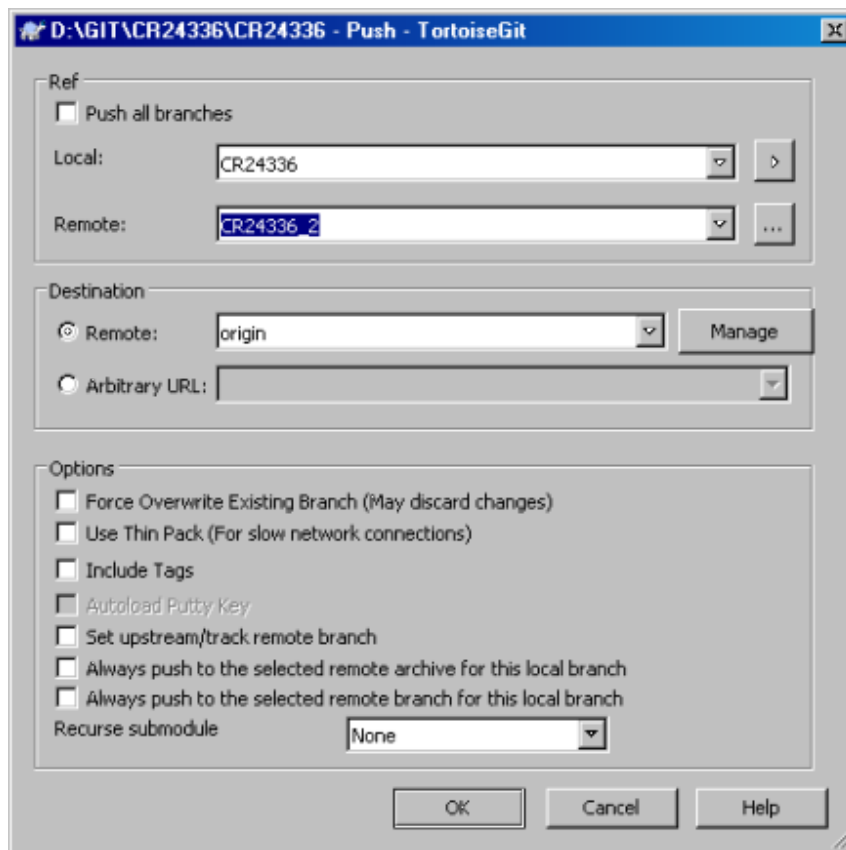 D:\GIT\CR24336\CR24336 - Push - TortoiseGit
Ref
Push all branches
Local:
CR24336
>
Remote:
CR24336_2
...
Destination
Remote:
origin
Manage
Arbitrary URL:
Options
Force Overwrite Existing Branch (May discard changes)
Use Thin Pack (For slow network connections)
Include Tags
Autoload Putty Key
Set upstream/track remote branch
Always push to the selected remote archive for this local branch
Always push to the selected remote branch for this local branch
Recurse submodule
None
OK
Cancel
Help